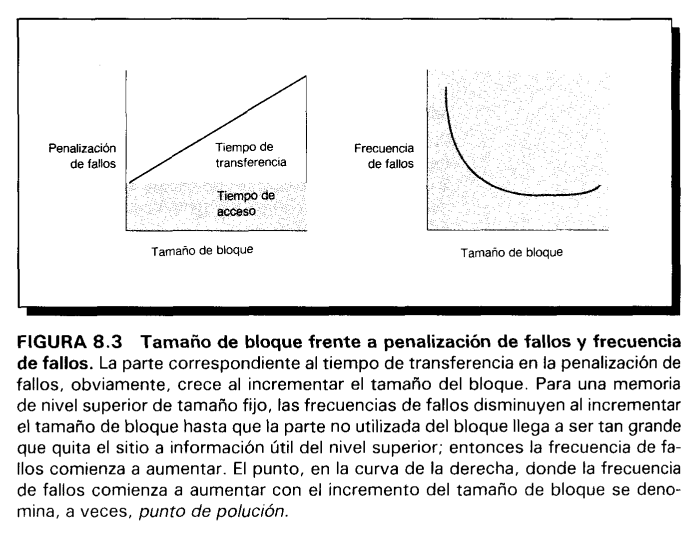 Penalización
de fallos
Tiempo de
transferencia
Tiempo de
acceso
Tamaño de bloque
Frecuencia
de fallos
Tamaño de bloque
FIGURA 8.3 Tamaño de bloque frente a penalización de fallos y frecuencia
de fallos. La parte correspondiente al tiempo de transferencia en la penalización de
fallos, obviamente, crece al incrementar el tamaño del bloque. Para una memoria
de nivel superior de tamaño fijo, las frecuencias de fallos disminuyen al incrementar
el tamaño de bloque hasta que la parte no utilizada del bloque llega a ser tan grande
que quita el sitio a información útil del nivel superior; entonces la frecuencia de fa-
llos comienza a aumentar. El punto, en la curva de la derecha, donde la frecuencia
de fallos comienza a aumentar con el incremento del tamaño de bloque se deno-
mina, a veces, punto de polución.